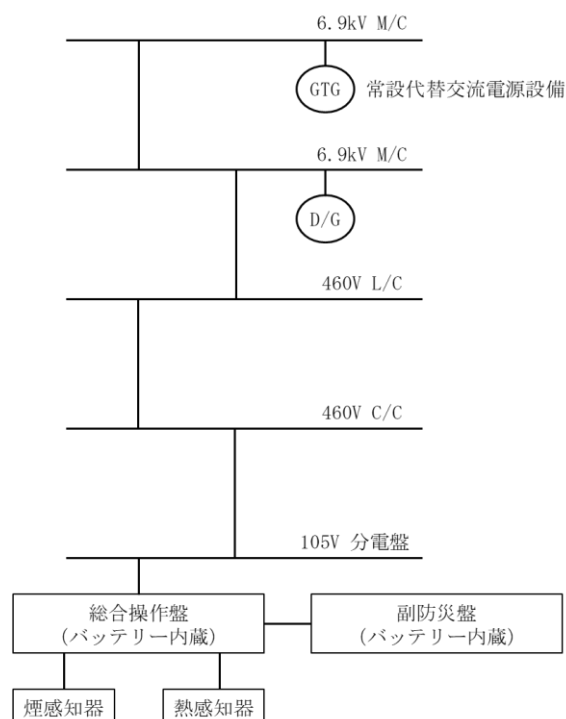 6.9kV M/C
GTG 常設代替交流電源設備
6.9kV M/C
D/G
460V L/C
460V C/C
105V 分電盤
総合操作盤
(バッテリー内蔵)
副防災盤
(バッテリー内蔵)
煙感知器
熱感知器